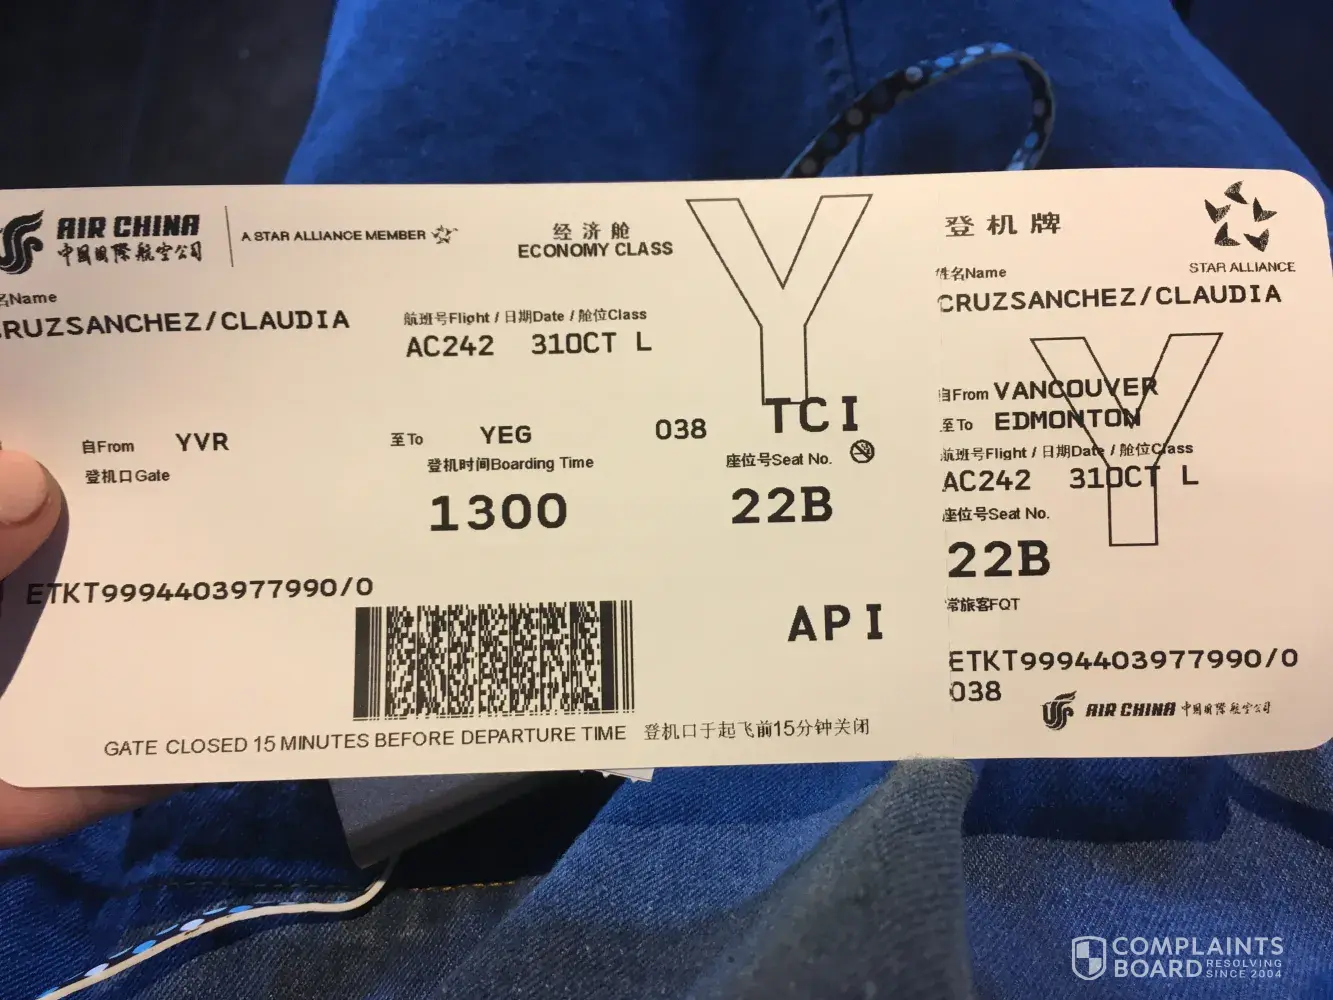 AIR CHINA
中国国际航空公司
A STAR ALLIANCE MEMBER
经济舱
ECONOMY CLASS
Y
名Name
CRUZSANCHEZ/CLAUDIA
航班号Flight / 日期Date / 舱位Class
AC242 31OCT L
自From YVR
至To YEG
038
TCI
登机口Gate
登机时间Boarding Time
座位号Seat No.
1300
22B
ETKT9994403977990/0
API
GATE CLOSED 15 MINUTES BEFORE DEPARTURE TIME 登机口于起飞前15分钟关闭
登机牌
STAR ALLIANCE
姓名Name
CRUZSANCHEZ/CLAUDIA
Y
自From VANCOUVER
至To EDMONTON
航班号Flight / 日期Date / 舱位Class
AC242 31OCT L
座位号Seat No.
22B
常旅客FQT
ETKT9994403977990/0
038
AIR CHINA 中国国际航空公司
COMPLAINTS
BOARD RESOLVING
SINCE 2004